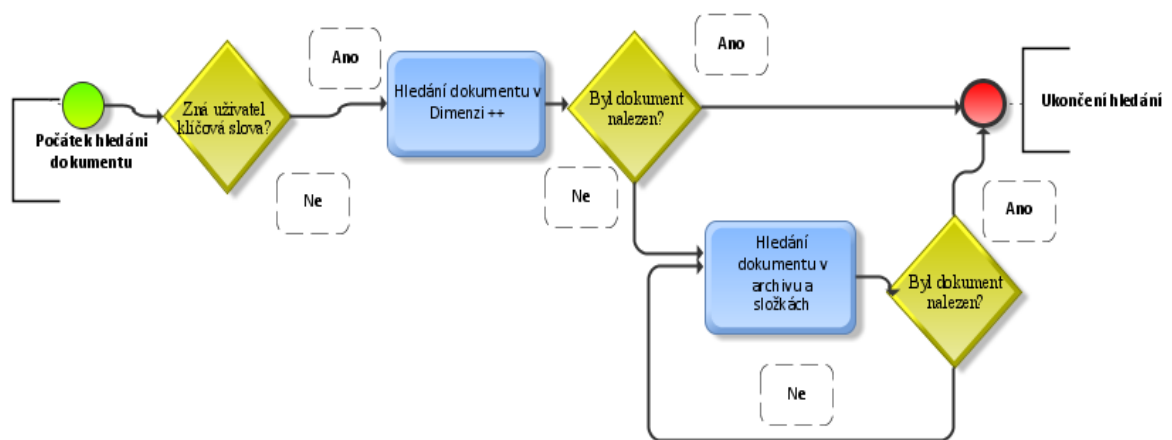 Počátek hledáni
dokumentu
Zná uživatel
klíčová slova?
Ano
Ne
Hledání dokumentu v
Dimenzi ++
Byl dokument
nalezen?
Ano
Ne
Hledání
dokumentu v
archivu a
složkách
Byl dokument
nalezen?
Ano
Ne
Ukončení hledání